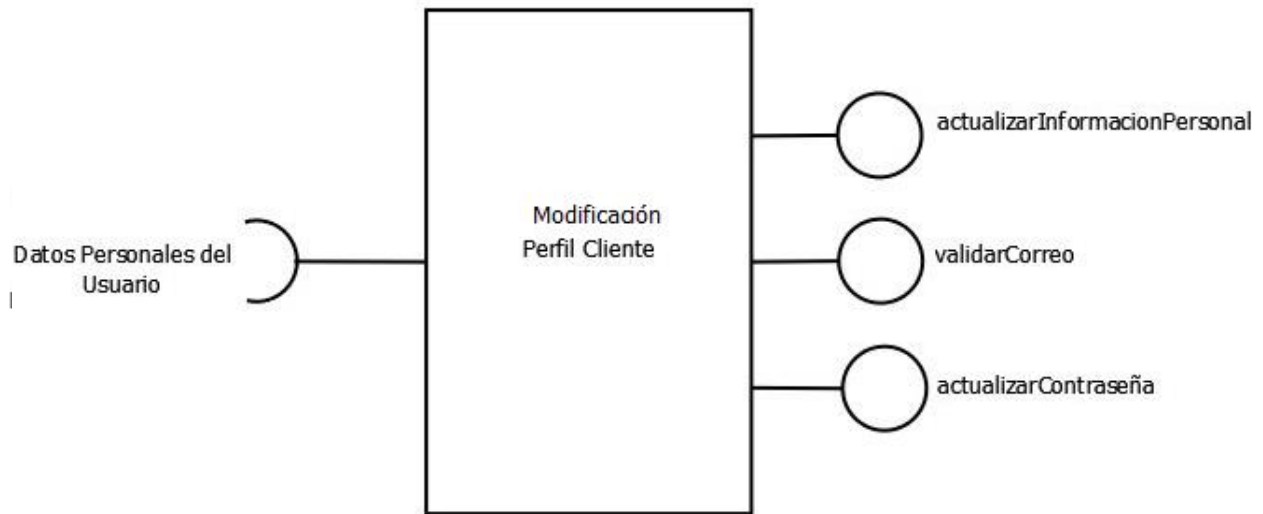 Datos Personales del
Usuario
Modificación
Perfil Cliente
actualizarInformacionPersonal
validarCorreo
actualizarContraseña